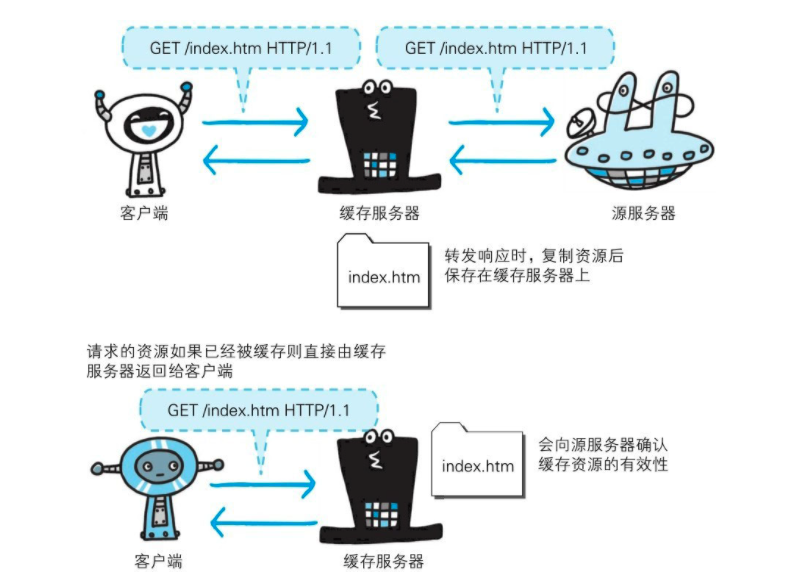 GET /index.htm HTTP/1.1
GET /index.htm HTTP/1.1
客户端
缓存服务器
源服务器
index.htm
转发响应时，复制资源后
保存在缓存服务器上
请求的资源如果已经被缓存则直接由缓存
服务器返回给客户端
GET /index.htm HTTP/1.1
index.htm
会向源服务器确认
缓存资源的有效性
客户端
缓存服务器